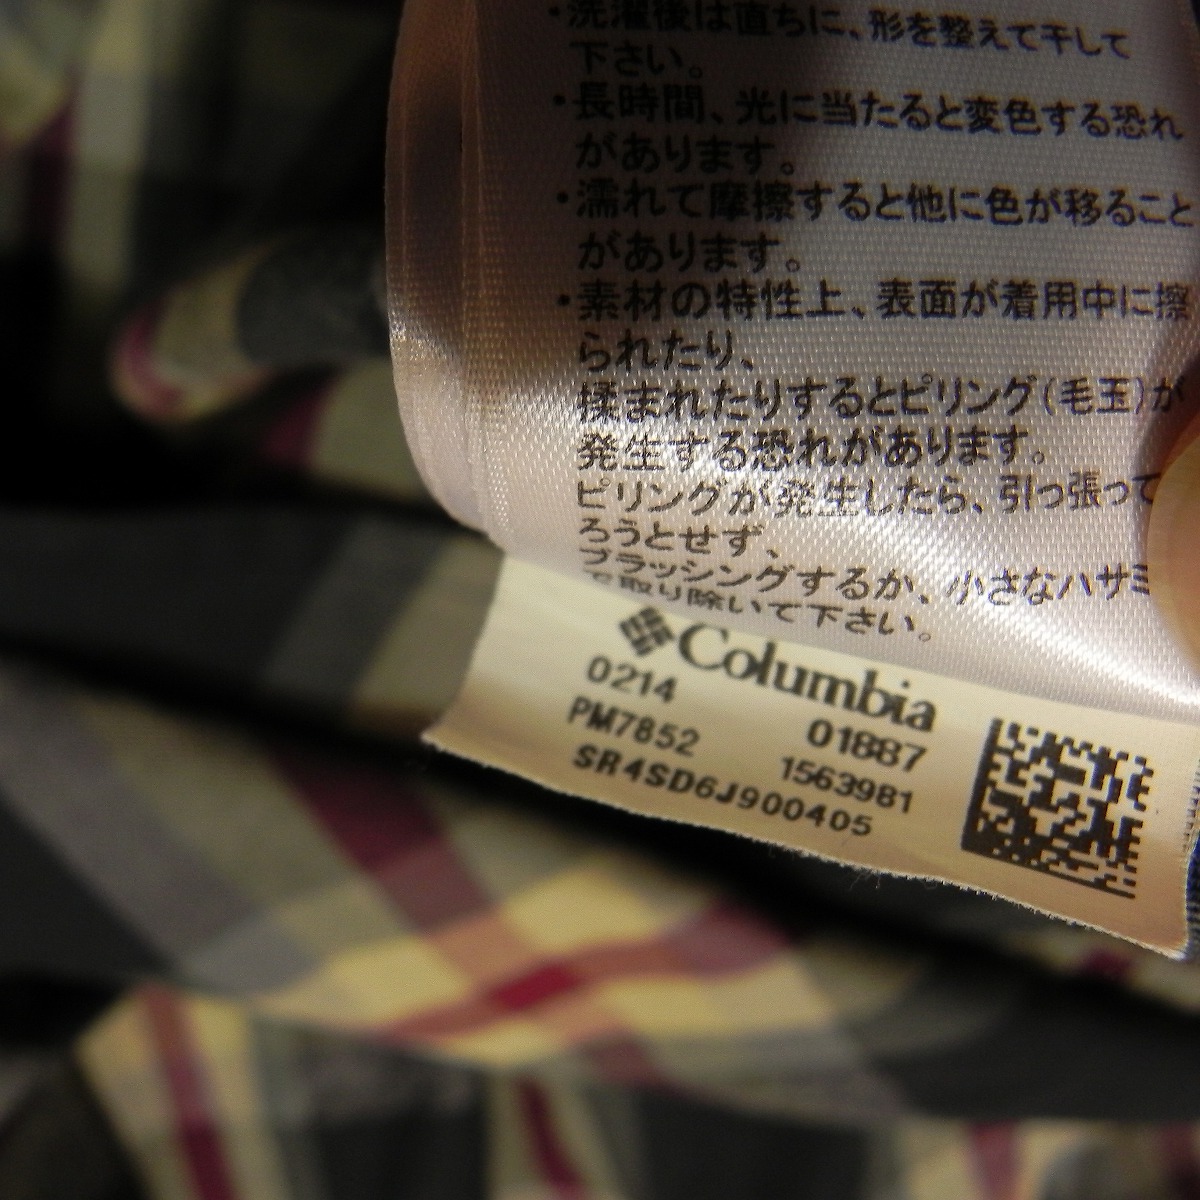 ・洗濯後は直ちに、形を整えて干して
下さい。
・長時間、光に当たると変色する恐れ
があります。
・濡れて摩擦すると他に色が移ること
があります。
・素材の特性上、表面が着用中に擦
られたり、
揉まれたりするとピリング(毛玉)が
発生する恐れがあります。
ピリングが発生したら、引っ張って
ろうとせず、
ブラッシングするか、小さなハサミ
で取り除いて下さい。
Columbia
0214 01887
PM7852 1563981
SR4SD6J900405